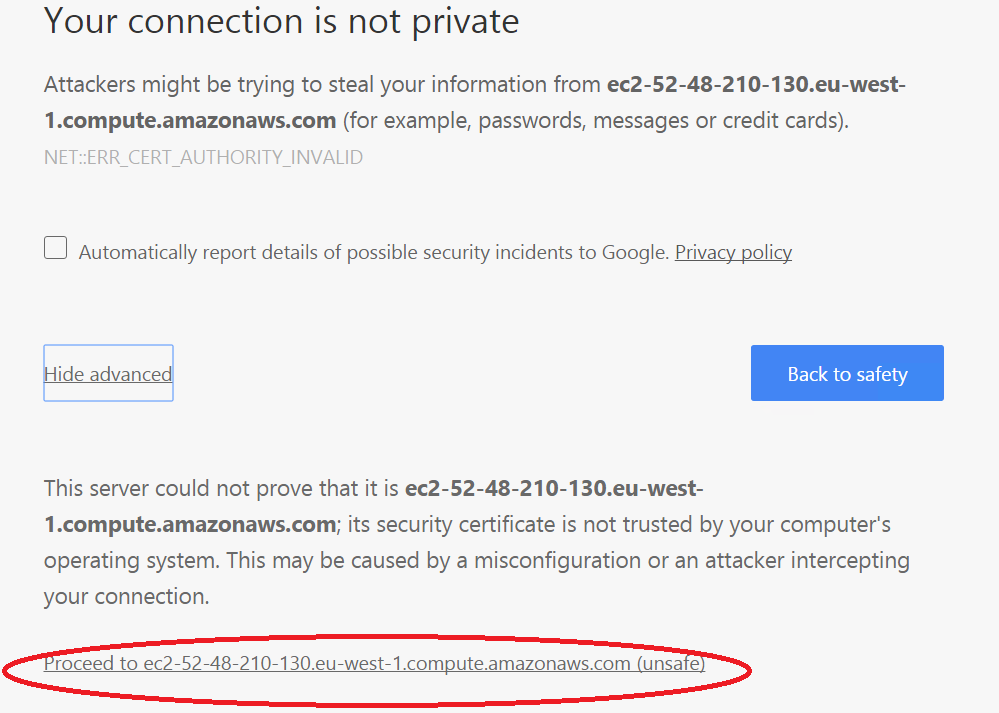 Your connection is not private
Attackers might be trying to steal your information from ec2-52-48-210-130.eu-west-
1.compute.amazonaws.com (for example, passwords, messages or credit cards).
NET::ERR_CERT_AUTHORITY_INVALID
Automatically report details of possible security incidents to Google. Privacy policy
Hide advanced
Back to safety
This server could not prove that it is ec2-52-48-210-130.eu-west-
1.compute.amazonaws.com; its security certificate is not trusted by your computer's
operating system. This may be caused by a misconfiguration or an attacker intercepting
your connection.
Proceed to ec2-52-48-210-130.eu-west-1.compute.amazonaws.com (unsafe)